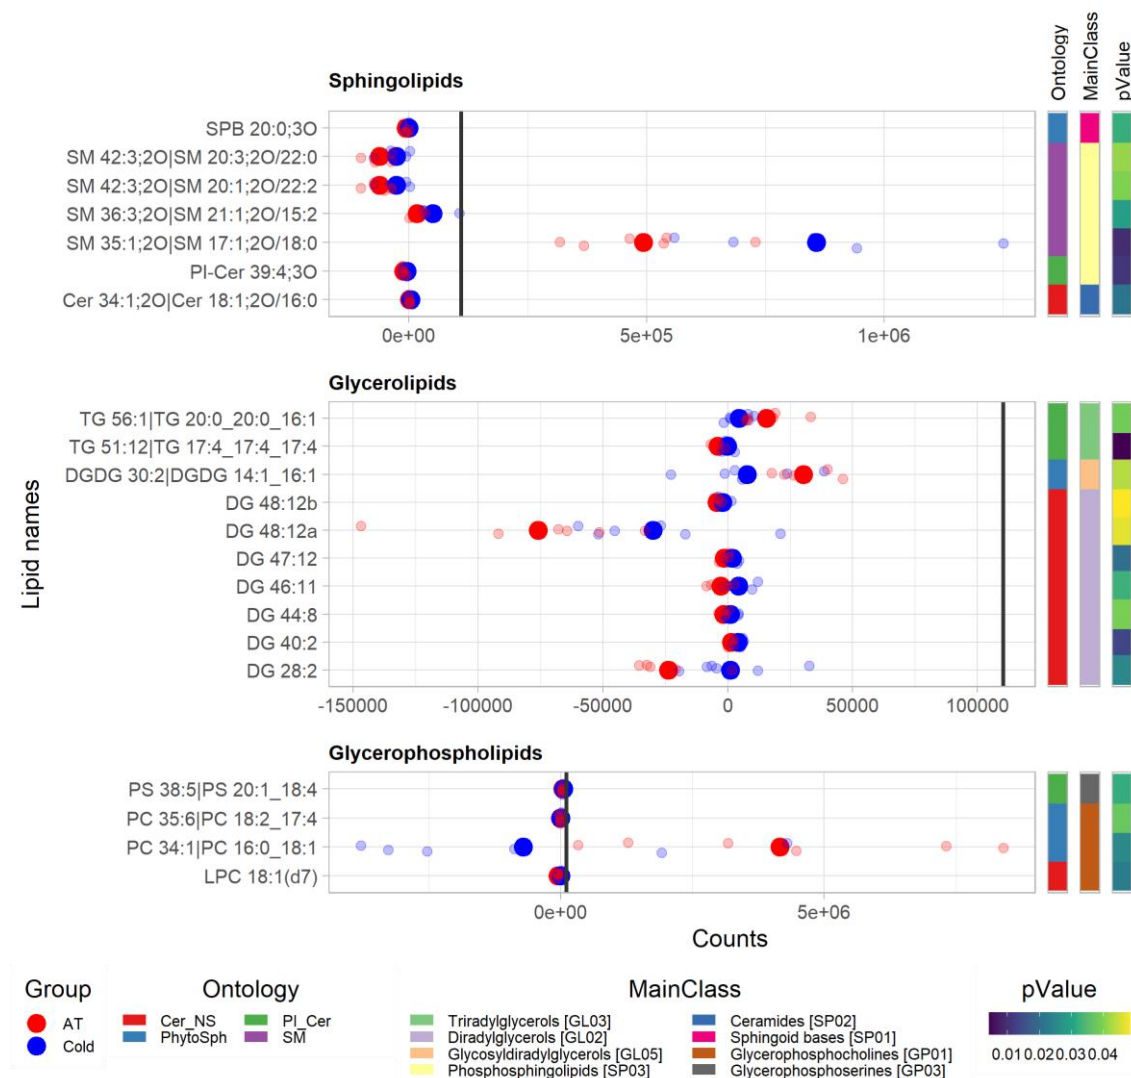 Sphingolipids
Ontology
MainClass
pValue
SPB 20:0;3O
SM 42:3;2O|SM 20:3;2O/22:0
SM 42:3;2O|SM 20:1;2O/22:2
SM 36:3;2O|SM 21:1;2O/15:2
SM 35:1;2O|SM 17:1;2O/18:0
PI-Cer 39:4;3O
Cer 34:1;2O|Cer 18:1;2O/16:0
0e+00 5e+05 1e+06
Glycerolipids
Lipid names
TG 56:1|TG 20:0_20:0_16:1
TG 51:12|TG 17:4_17:4_17:4
DGDG 30:2|DGDG 14:1_16:1
DG 48:12b
DG 48:12a
DG 47:12
DG 46:11
DG 44:8
DG 40:2
DG 28:2
-150000 -100000 -50000 0 50000 100000
Glycerophospholipids
PS 38:5|PS 20:1_18:4
PC 35:6|PC 18:2_17:4
PC 34:1|PC 16:0_18:1
LPC 18:1(d7)
0e+00 5e+06
Counts
Group Ontology MainClass pValue
AT Cer_NS PI_Cer Triradylglycerols [GL03] Ceramides [SP02]
Cold PhytoSph SM Diradylglycerols [GL02] Sphingoid bases [SP01]
Glycosyldiradylglycerols [GL05] Glycerophosphocholines [GP01]
Phosphosphingolipids [SP03] Glycerophosphoserines [GP03]
0.01 0.02 0.03 0.04